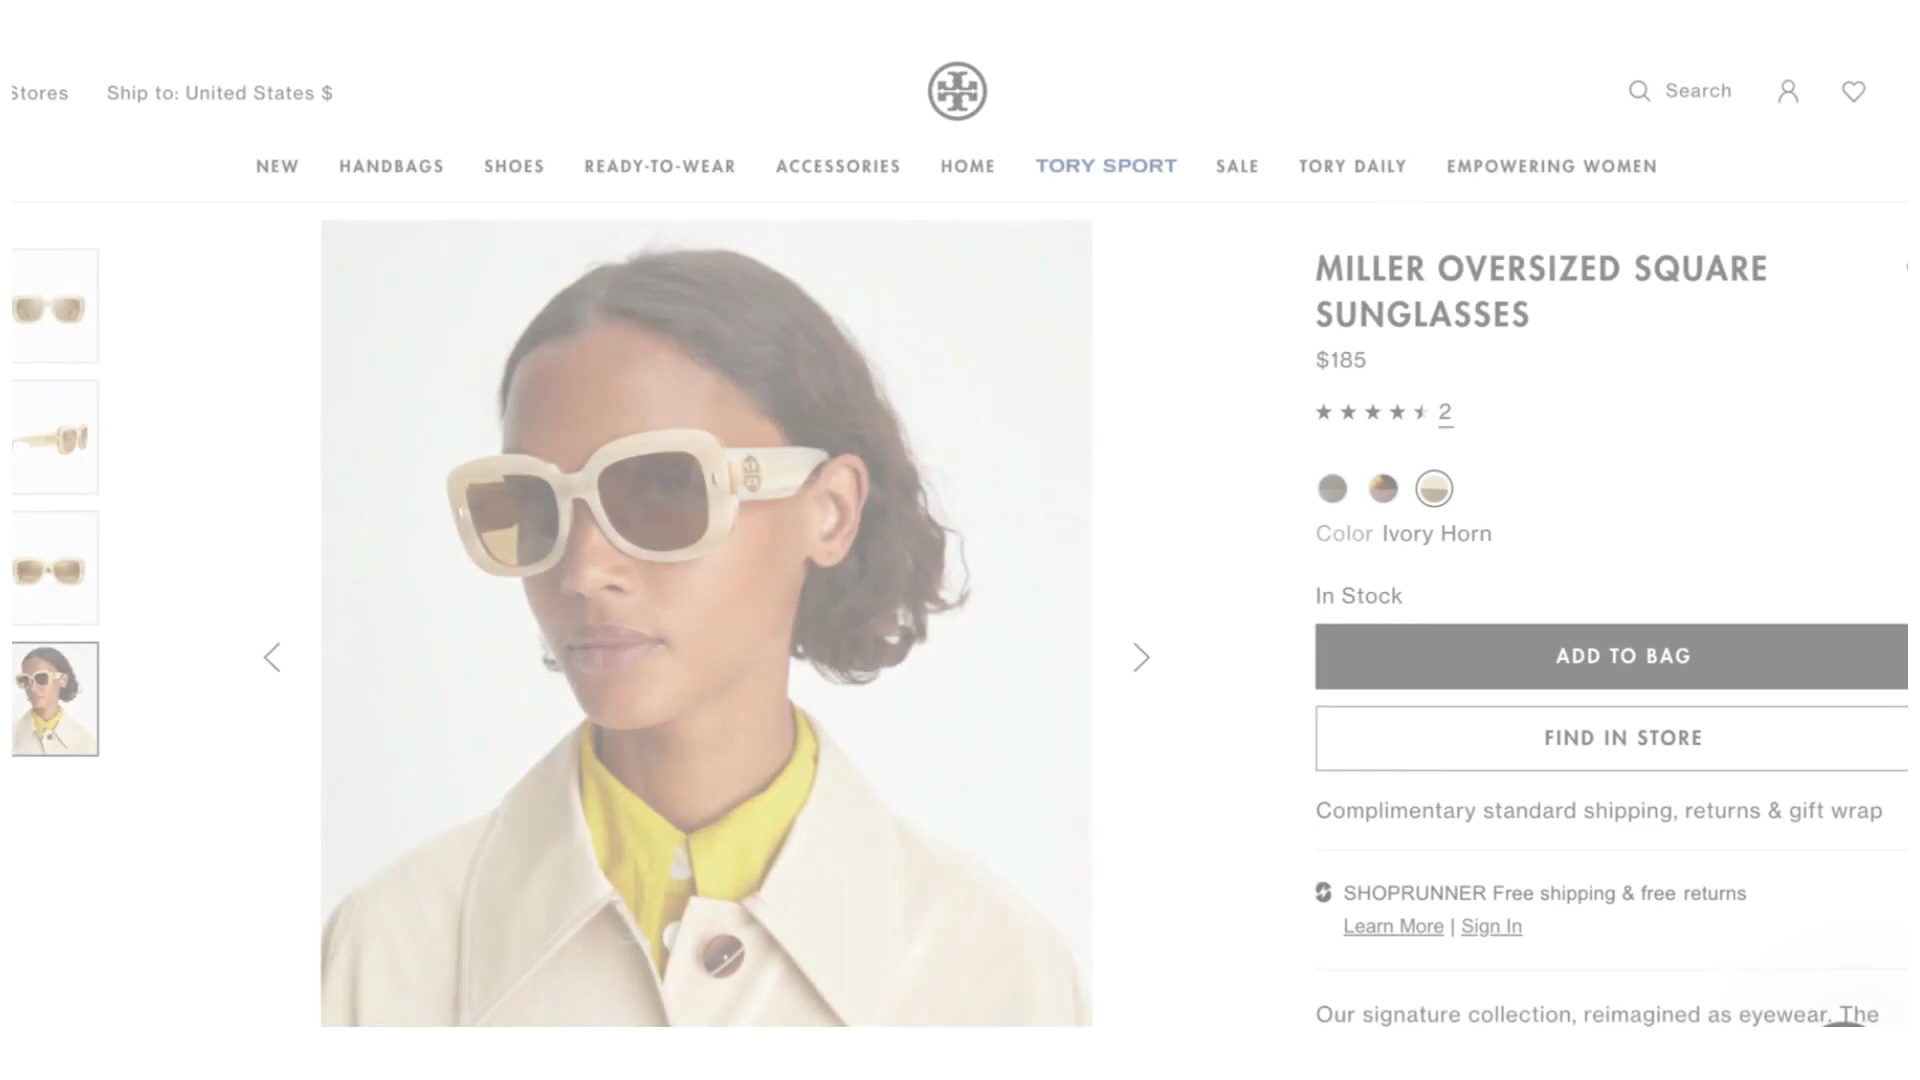 Ship to: United States $
Search
NEW HANDBAGS SHOES READY-TO-WEAR ACCESSORIES HOME TORY SPORT SALE TORY DAILY EMPOWERING WOMEN
MILLER OVERSIZED SQUARE
SUNGLASSES
$185
2
Color Ivory Horn
In Stock
ADD TO BAG
FIND IN STORE
Complimentary standard shipping, returns & gift wrap
SHOPRUNNER Free shipping & free returns
Learn More | Sign In
Our signature collection, reimagined as eyewear. The